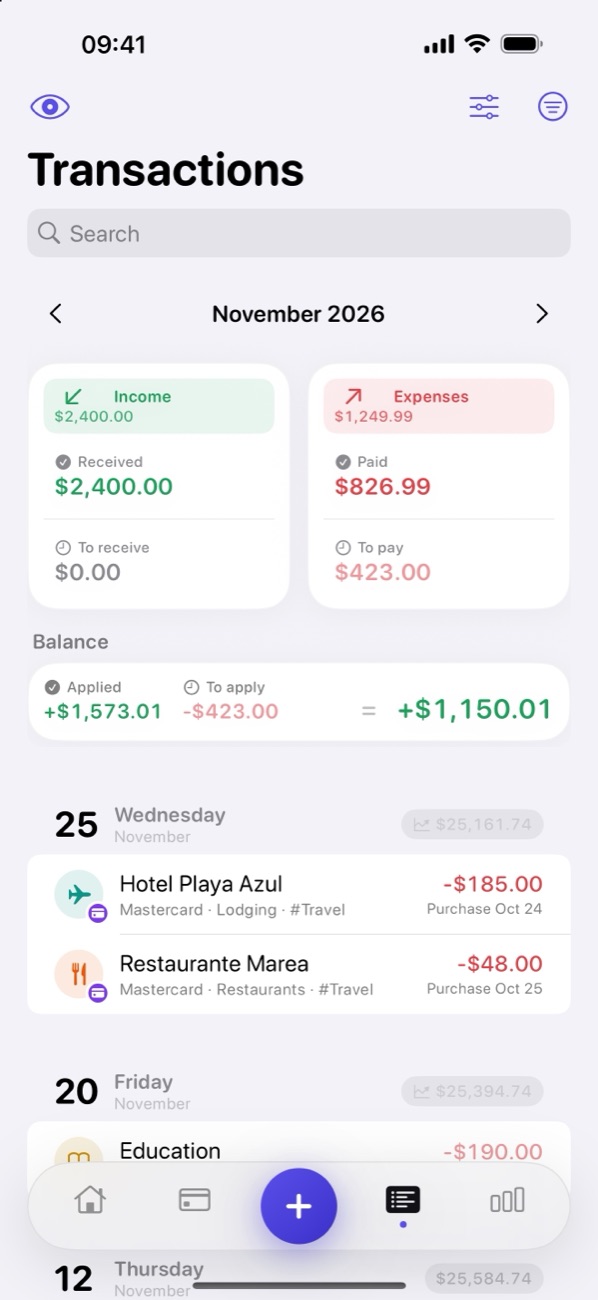 09:41
Transactions
Search
November 2026
Income
$2,400.00
Received
$2,400.00
To receive
$0.00
Expenses
$1,249.99
Paid
$826.99
To pay
$423.00
Balance
Applied
+$1,573.01
To apply
-$423.00
=
+$1,150.01
25 Wednesday
November
$25,161.74
Hotel Playa Azul -$185.00
Mastercard · Lodging · #Travel Purchase Oct 24
Restaurante Marea -$48.00
Mastercard · Restaurants · #Travel Purchase Oct 25
20 Friday
November
$25,394.74
Education -$190.00
12 Thursday
November
$25,584.74